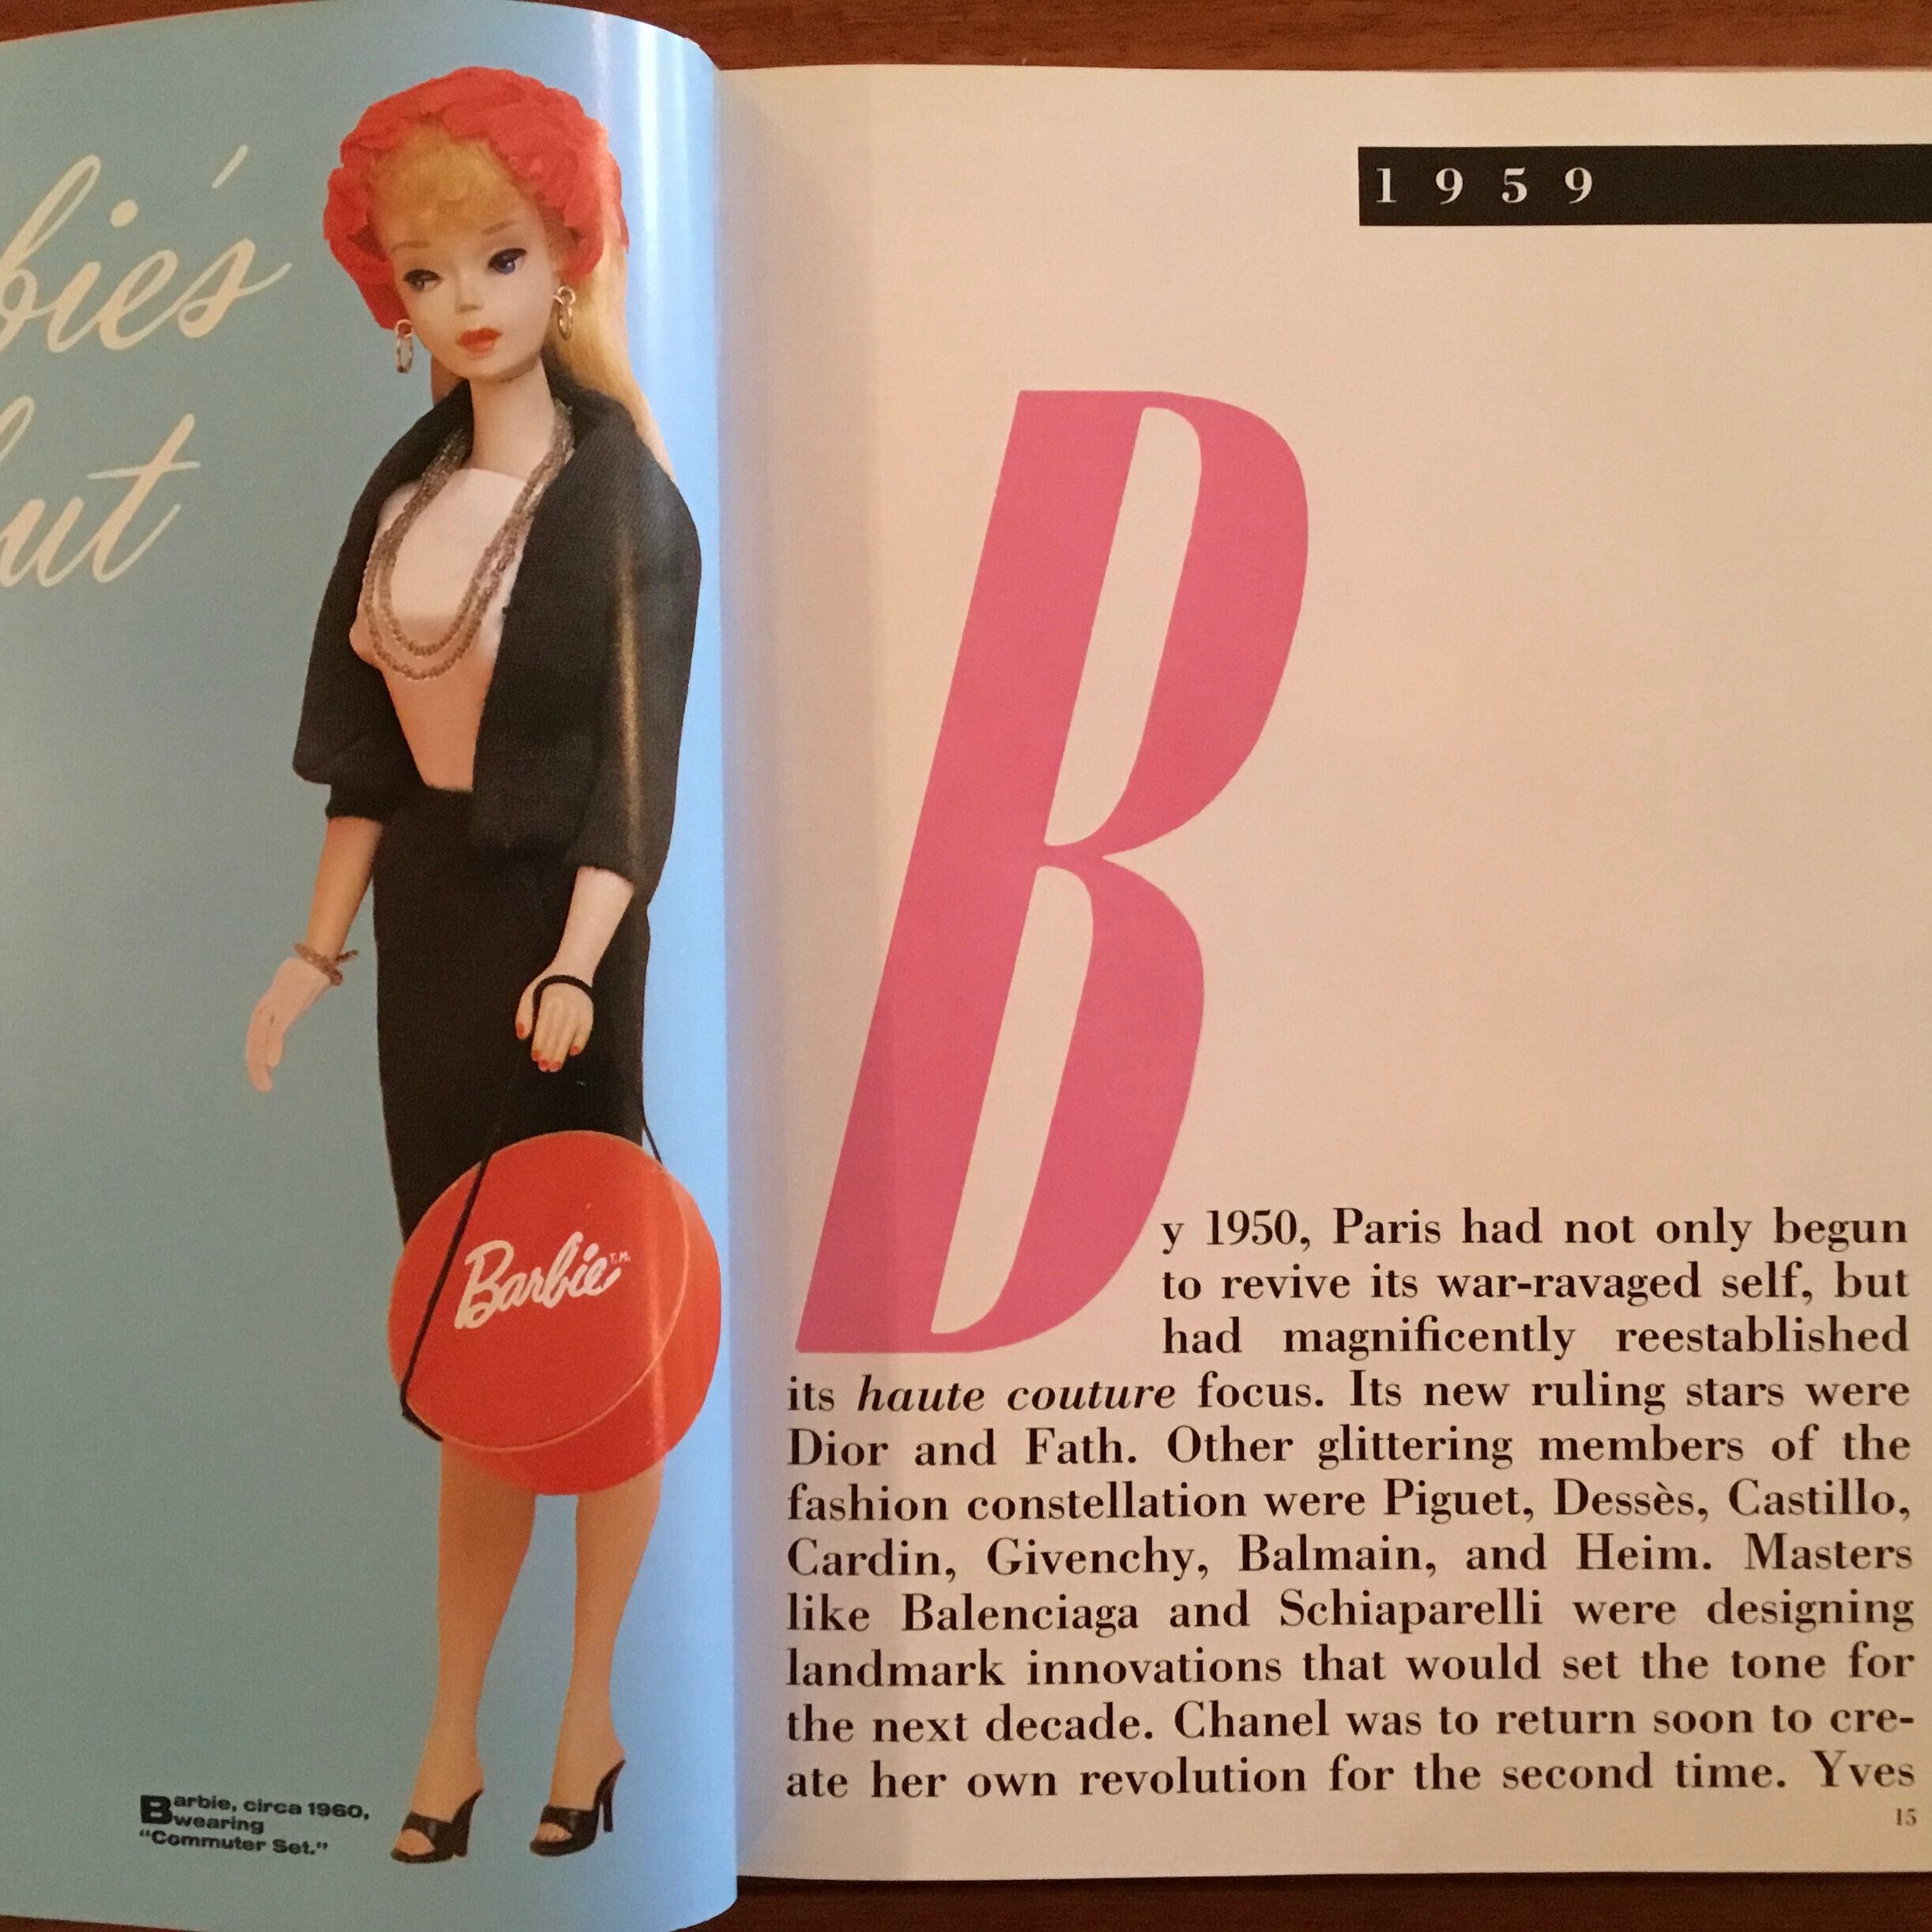 bie's
ut
Barbie T.M.
Barbie, circa 1960,
wearing
"Commuter Set."
1959
By 1950, Paris had not only begun
to revive its war-ravaged self, but
had magnificently reestablished
its haute couture focus. Its new ruling stars were
Dior and Fath. Other glittering members of the
fashion constellation were Piguet, Dessès, Castillo,
Cardin, Givenchy, Balmain, and Heim. Masters
like Balenciaga and Schiaparelli were designing
landmark innovations that would set the tone for
the next decade. Chanel was to return soon to cre-
ate her own revolution for the second time. Yves
15